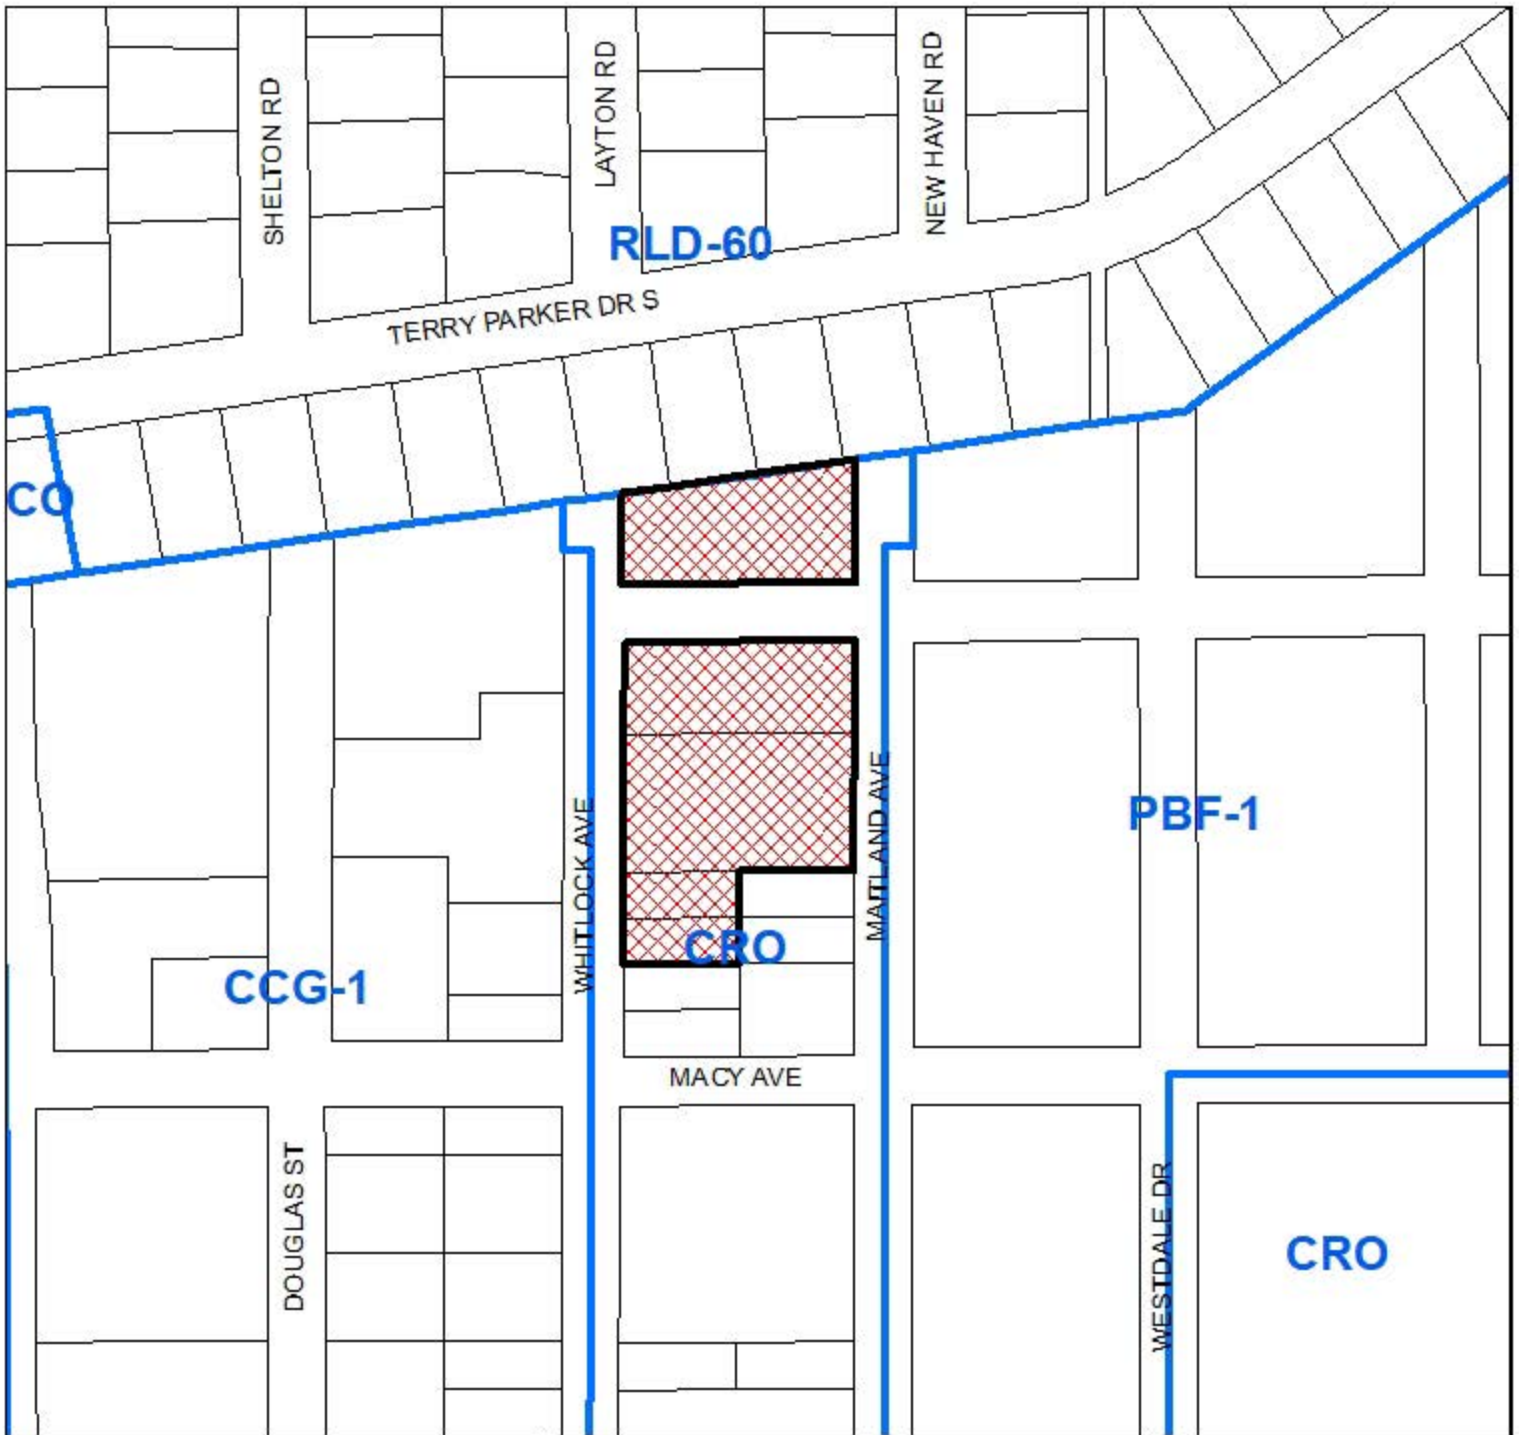 SHELTON RD
LAYTON RD
NEW HAVEN RD
RLD-60
TERRY PARKER DR S
CO
WHITLOCK AVE
MAITLAND AVE
PBF-1
CRO
CCG-1
MACY AVE
DOUGLAS ST
WESTDALE DR
CRO